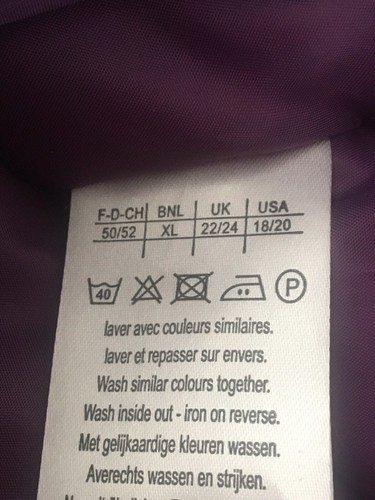 F-D-CH BNL UK USA
50/52 XL 22/24 18/20
40 P
laver avec couleurs similaires.
laver et repasser sur envers.
Wash similar colours together.
Wash inside out - iron on reverse.
Met gelijkaardige kleuren wassen.
Averechts wassen en strijken.